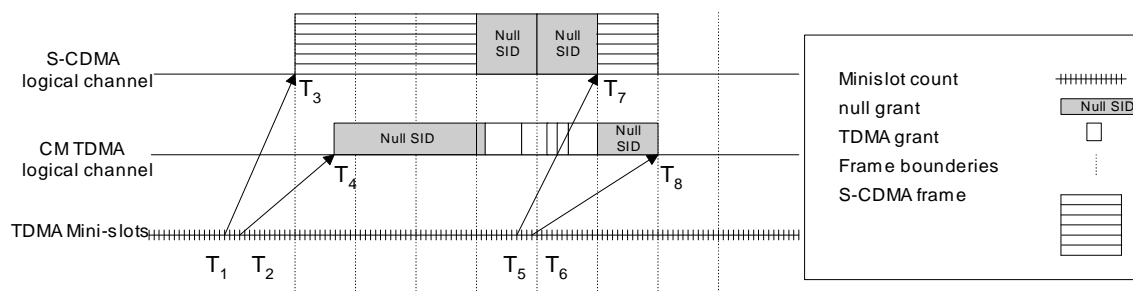 Null
SID
Null
SID
S-CDMA
logical channel
T3
T7
Null SID
Null
SID
CM TDMA
logical channel
T4
T8
TDMA Mini-slots
T1
T2
T5
T6
Minislot count
null grant
Null SID
TDMA grant
Frame bounderies
S-CDMA frame